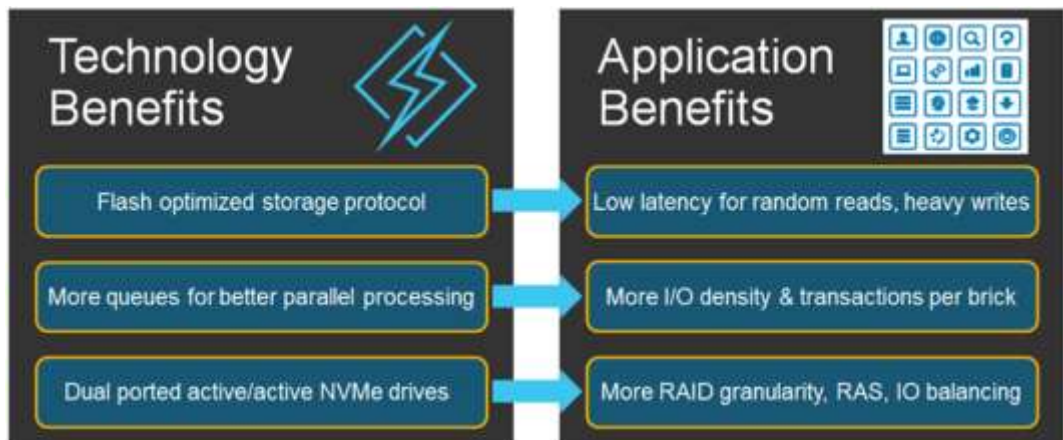 Technology
Benefits
Flash optimized storage protocol
More queues for better parallel processing
Dual ported active/active NVMe drives
Application
Benefits
Low latency for random reads, heavy writes
More I/O density & transactions per brick
More RAID granularity, RAS, IO balancing